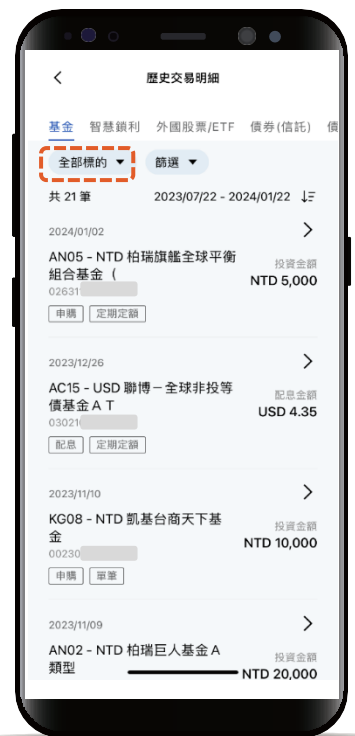 歷史交易明細
基金 智慧鎖利 外國股票/ETF 債券(信託) 債
全部標的 篩選
共 21 筆 2023/07/22 - 2024/01/22
2024/01/02
AN05 - NTD 柏瑞旗艦全球平衡
組合基金（
投資金額
NTD 5,000
02631
申購 定期定額
2023/12/26
AC15 - USD 聯博－全球非投等
債基金ＡＴ
配息金額
USD 4.35
03021
配息 定期定額
2023/11/10
KG08 - NTD 凱基台商天下基
金
投資金額
NTD 10,000
00230
申購 單筆
2023/11/09
AN02 - NTD 柏瑞巨人基金Ａ
類型
投資金額
NTD 20,000